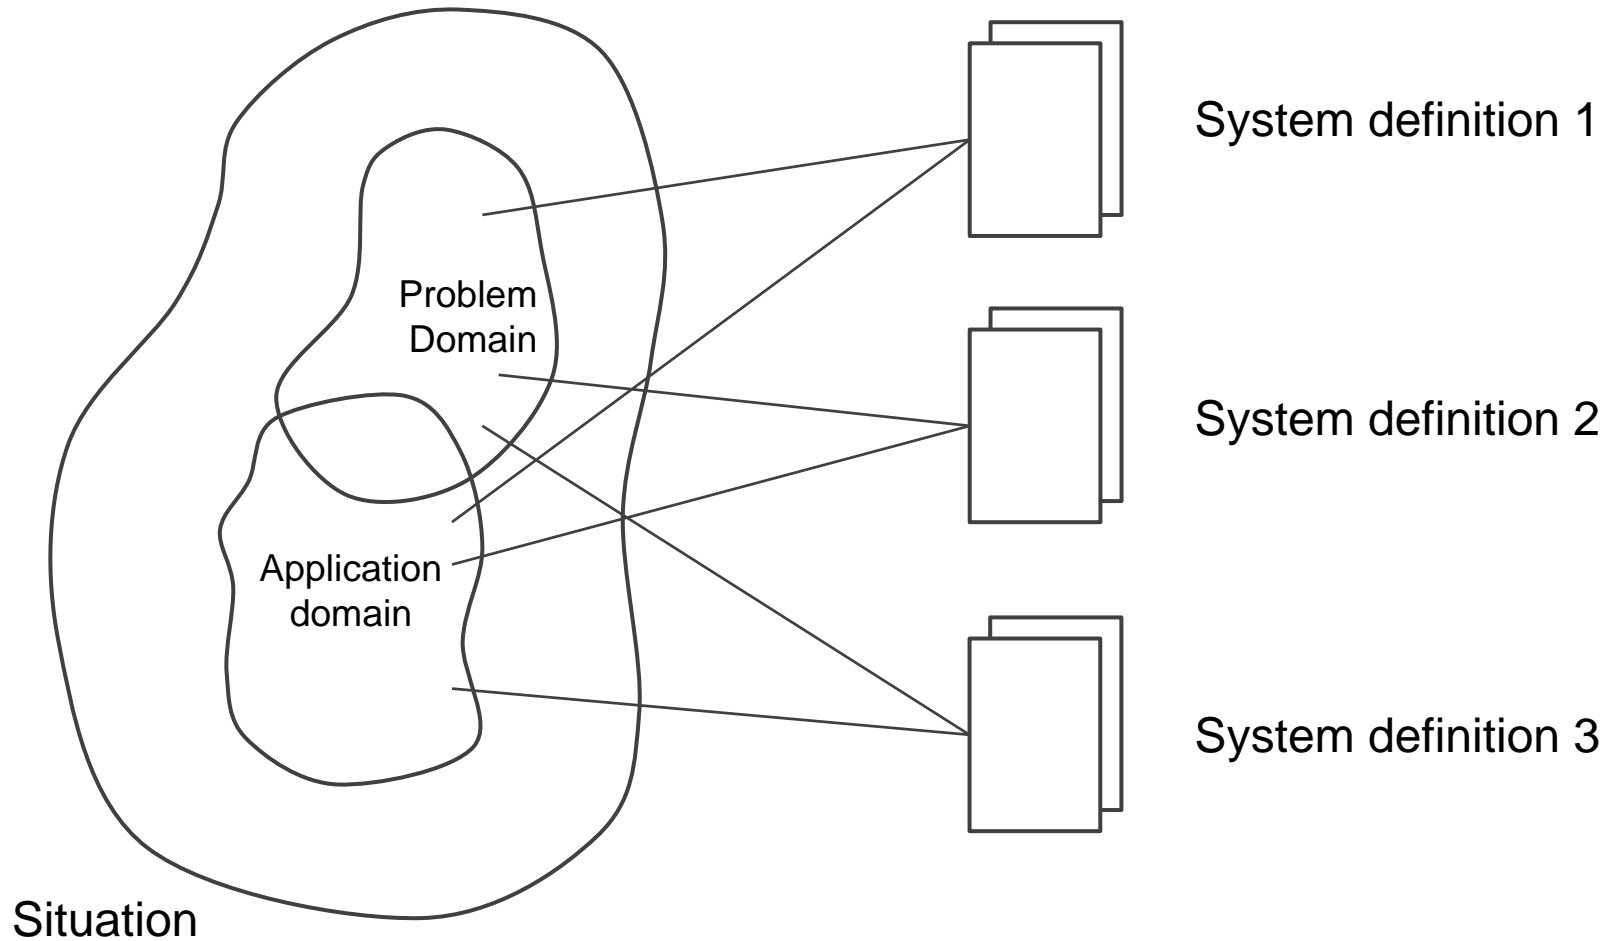 System definition 1
Problem
Domain
System definition 2
Application
domain
System definition 3
Situation